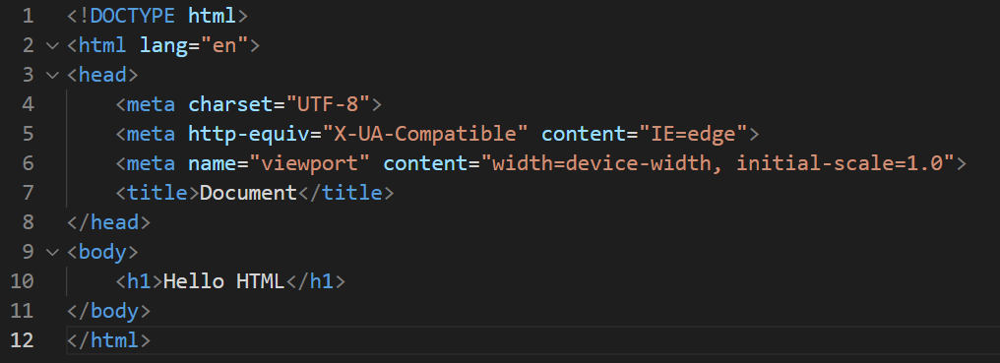 1 <!DOCTYPE html>
2 <html lang="en">
3 <head>
4     <meta charset="UTF-8">
5     <meta http-equiv="X-UA-Compatible" content="IE=edge">
6     <meta name="viewport" content="width=device-width, initial-scale=1.0">
7     <title>Document</title>
8 </head>
9 <body>
10     <h1>Hello HTML</h1>
11 </body>
12 </html>